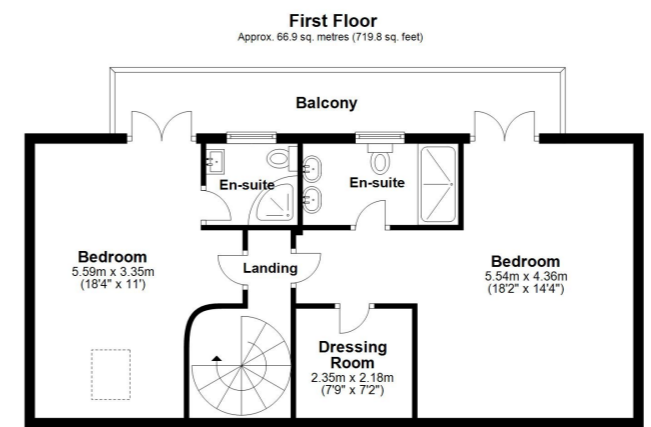 First Floor
Approx. 66.9 sq. metres (719.8 sq. feet)
Balcony
En-suite
En-suite
Bedroom
5.59m x 3.35m
(18'4" x 11')
Landing
Bedroom
5.54m x 4.36m
(18'2" x 14'4")
Dressing
Room
2.35m x 2.18m
(7'9" x 7'2")